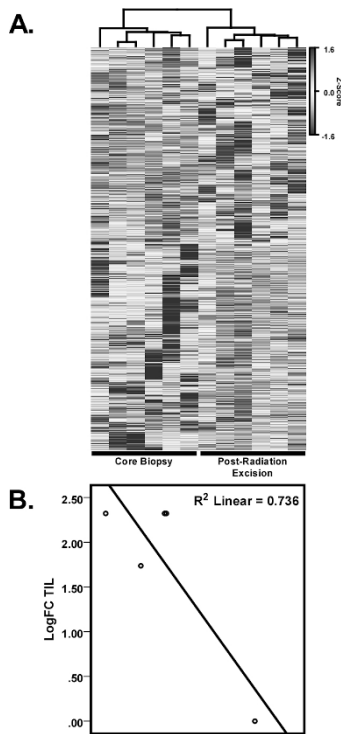 A.
1.6
0.0
-1.6
Z-Score
Core Biopsy
Post-Radiation
Excision
B.
R² Linear = 0.736
2.50
2.00
1.50
1.00
.50
.00
LogFC TIL